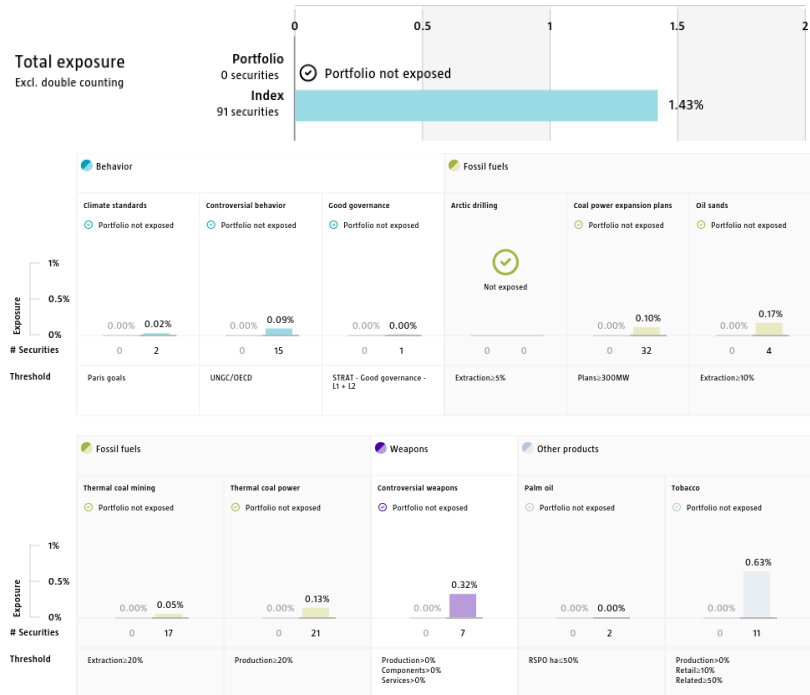 0 0.5 1 1.5 2
Total exposure
Excl. double counting
Portfolio
0 securities
Portfolio not exposed
Index
91 securities
1.43%
Behavior
Fossil fuels
Climate standards
Controversial behavior
Good governance
Arctic drilling
Coal power expansion plans
Oil sands
Portfolio not exposed
Portfolio not exposed
Portfolio not exposed
Not exposed
Portfolio not exposed
Portfolio not exposed
Exposure
1%
0.5%
0%
0.00% 0.02%
0.00% 0.09%
0.00% 0.00%
0.00% 0.10%
0.00% 0.17%
# Securities
0 2
0 15
0 1
0 0
0 32
0 4
Threshold
Paris goals
UNGC/OECD
STRAT - Good governance -
L1 + L2
Extraction≥5%
Plans≥300MW
Extraction≥10%
Fossil fuels
Weapons
Other products
Thermal coal mining
Thermal coal power
Controversial weapons
Palm oil
Tobacco
Portfolio not exposed
Portfolio not exposed
Portfolio not exposed
Portfolio not exposed
Portfolio not exposed
Exposure
1%
0.5%
0%
0.00% 0.05%
0.00% 0.13%
0.00% 0.32%
0.00% 0.00%
0.00% 0.63%
# Securities
0 17
0 21
0 7
0 2
0 11
Threshold
Extraction≥20%
Production≥20%
Production>0%
Components>0%
Services>0%
RSPO ha≤50%
Production>0%
Retail≥10%
Related≥50%